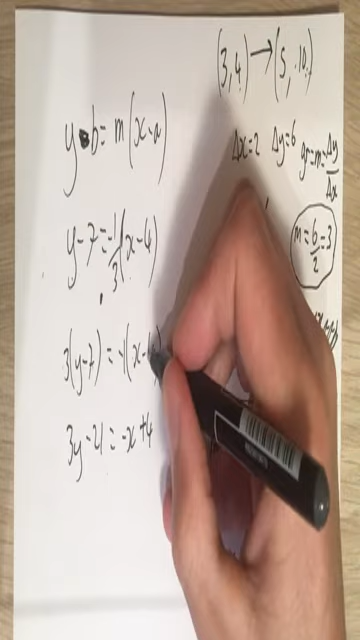 (3,4) → (5,10)
Δx=2 Δy=6 gr=m=Δy/Δx
m=6/2=3
y-b=m(x-a)
y-7=-1/3(x-4)
3(y-7)=-1(x-4)
3y-21=-x+4